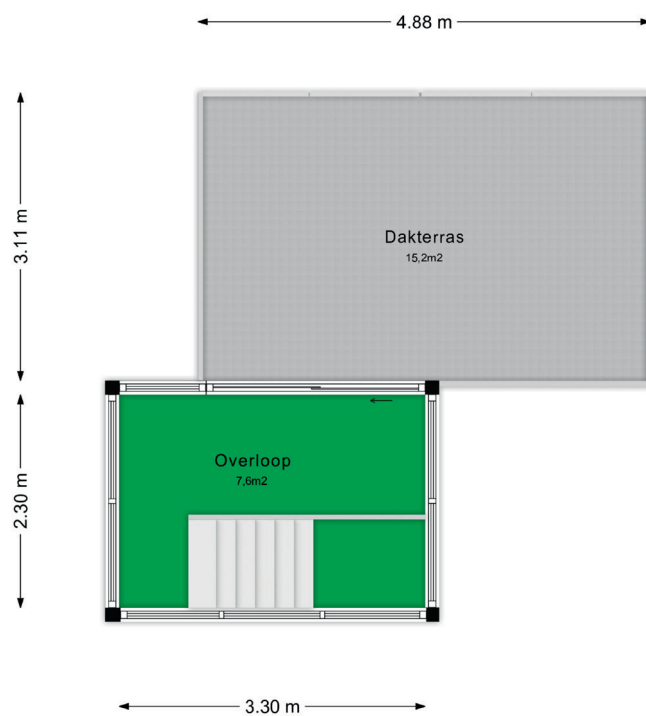 4.88 m
3.11 m
Dakterras
15,2m2
Overloop
7,6m2
2.30 m
3.30 m